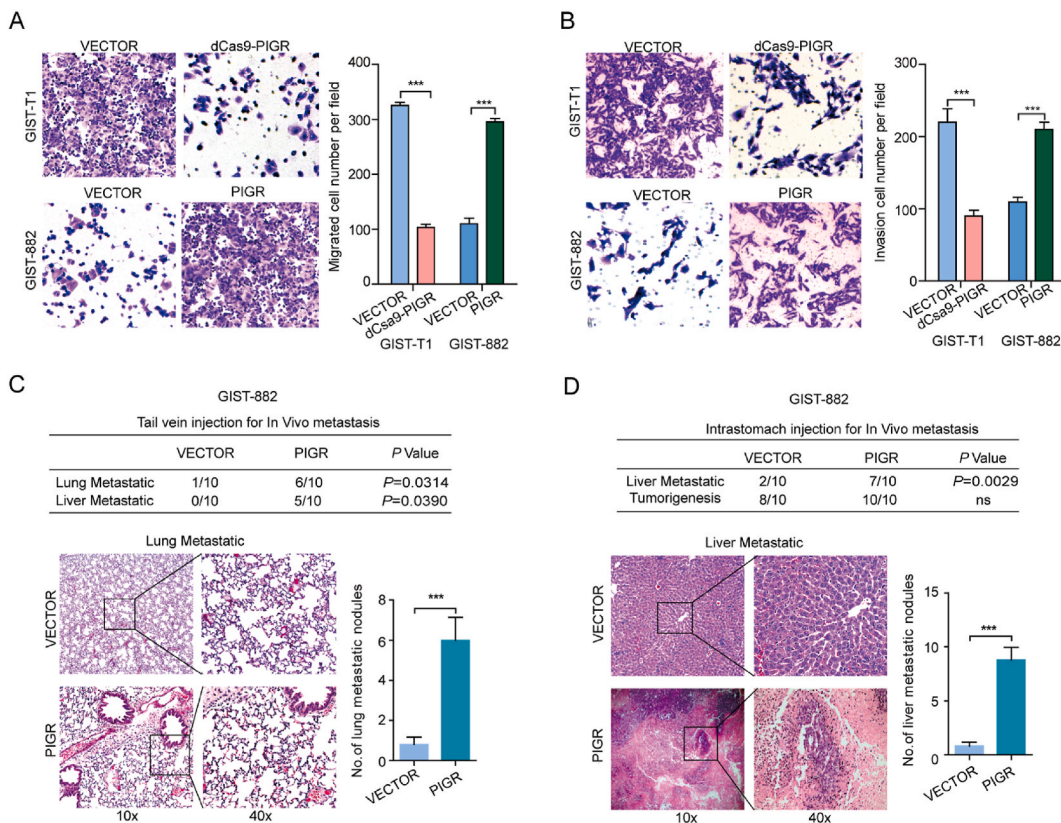 A
VECTOR
dCas9-PIGR
GIST-T1
VECTOR
PIGR
GIST-882
Migrated cell number per field
400
300
200
100
0
***
***
VECTOR
dCsa9-PIGR
VECTOR
PIGR
GIST-T1
GIST-882
B
VECTOR
dCas9-PIGR
GIST-T1
VECTOR
PIGR
GIST-882
Invasion cell number per field
300
200
100
0
***
***
VECTOR
dCsa9-PIGR
VECTOR
PIGR
GIST-T1
GIST-882
C
GIST-882
Tail vein injection for In Vivo metastasis
VECTOR PIGR P Value
Lung Metastatic 1/10 6/10 P=0.0314
Liver Metastatic 0/10 5/10 P=0.0390
Lung Metastatic
VECTOR
PIGR
10x
40x
No.of lung metastatic nodules
8
6
4
2
0
***
VECTOR
PIGR
D
GIST-882
Intrastomach injection for In Vivo metastasis
VECTOR PIGR P Value
Liver Metastatic 2/10 7/10 P=0.0029
Tumorigenesis 8/10 10/10 ns
Liver Metastatic
VECTOR
PIGR
10x
40x
No.of liver metastatic nodules
15
10
5
0
***
VECTOR
PIGR